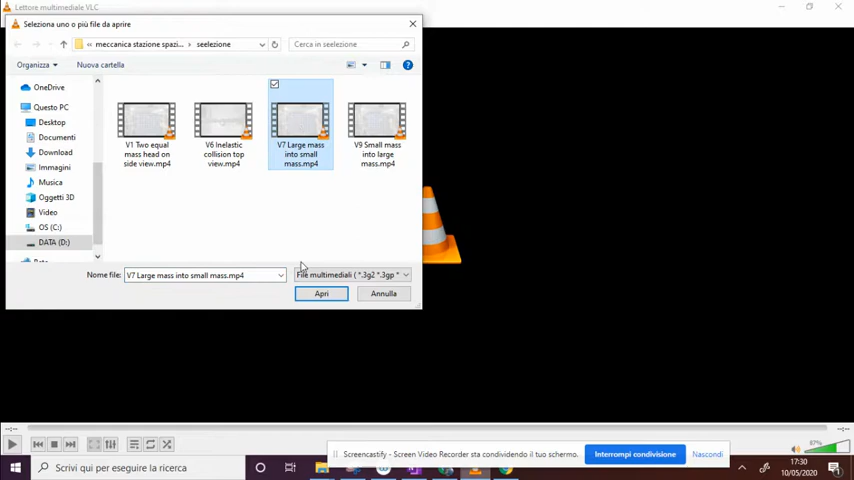 Lettore multimediale VLC
Seleziona uno o più file da aprire
« meccanica stazione spazi... › seelezione
Cerca in seelezione
Organizza
Nuova cartella
OneDrive
Questo PC
Desktop
Documenti
Download
Immagini
Musica
Oggetti 3D
Video
OS (C:)
DATA (D:)
V1 Two equal
mass head on
side view.mp4
V6 Inelastic
collision top
view.mp4
V7 Large mass
into small
mass.mp4
V9 Small mass
into large
mass.mp4
Nome file:
V7 Large mass into small mass.mp4
File multimediali ( *.3g2 *.3gp *
Apri
Annulla
-:--
-:--
87%
Screencastify - Screen Video Recorder sta condividendo il tuo schermo.
Interrompi condivisione
Nascondi
Scrivi qui per eseguire la ricerca
17:30
10/05/2020